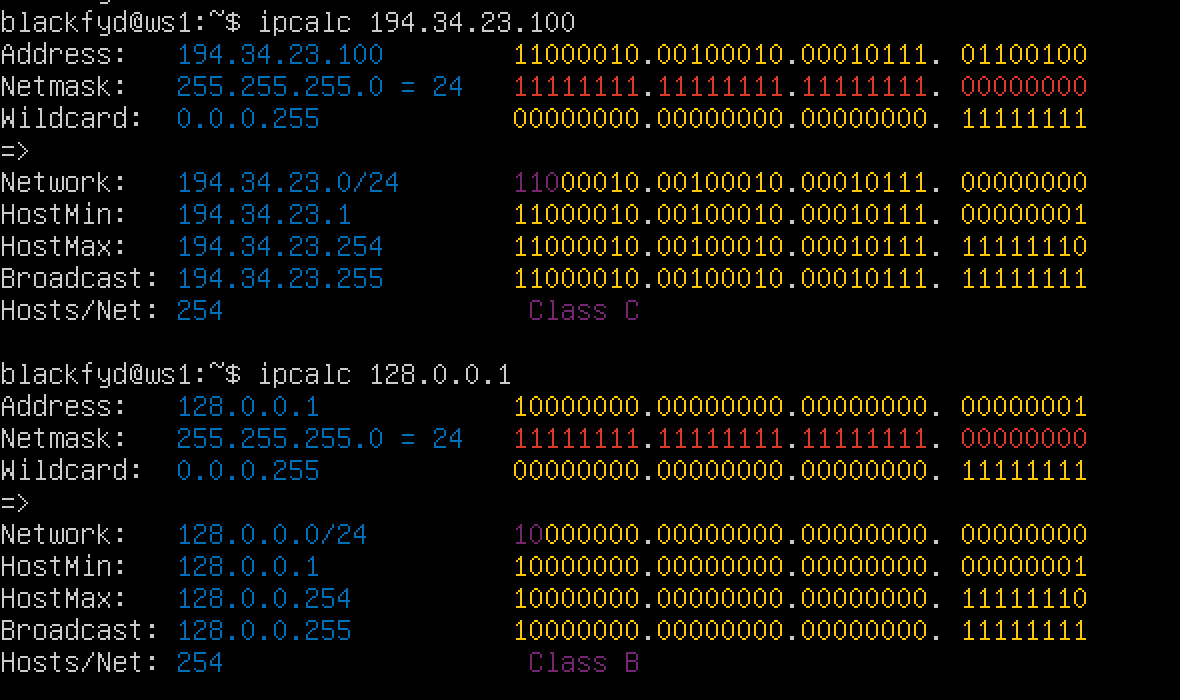 blackfyd@ws1:~$ ipcalc 194.34.23.100
Address:   194.34.23.100        11000010.00100010.00010111. 01100100
Netmask:   255.255.255.0 = 24   11111111.11111111.11111111. 00000000
Wildcard:  0.0.0.255            00000000.00000000.00000000. 11111111
=>
Network:   194.34.23.0/24       11000010.00100010.00010111. 00000000
HostMin:   194.34.23.1          11000010.00100010.00010111. 00000001
HostMax:   194.34.23.254        11000010.00100010.00010111. 11111110
Broadcast: 194.34.23.255        11000010.00100010.00010111. 11111111
Hosts/Net: 254                   Class C
blackfyd@ws1:~$ ipcalc 128.0.0.1
Address:   128.0.0.1            10000000.00000000.00000000. 00000001
Netmask:   255.255.255.0 = 24   11111111.11111111.11111111. 00000000
Wildcard:  0.0.0.255            00000000.00000000.00000000. 11111111
=>
Network:   128.0.0.0/24         10000000.00000000.00000000. 00000000
HostMin:   128.0.0.1            10000000.00000000.00000000. 00000001
HostMax:   128.0.0.254          10000000.00000000.00000000. 11111110
Broadcast: 128.0.0.255          10000000.00000000.00000000. 11111111
Hosts/Net: 254                   Class B